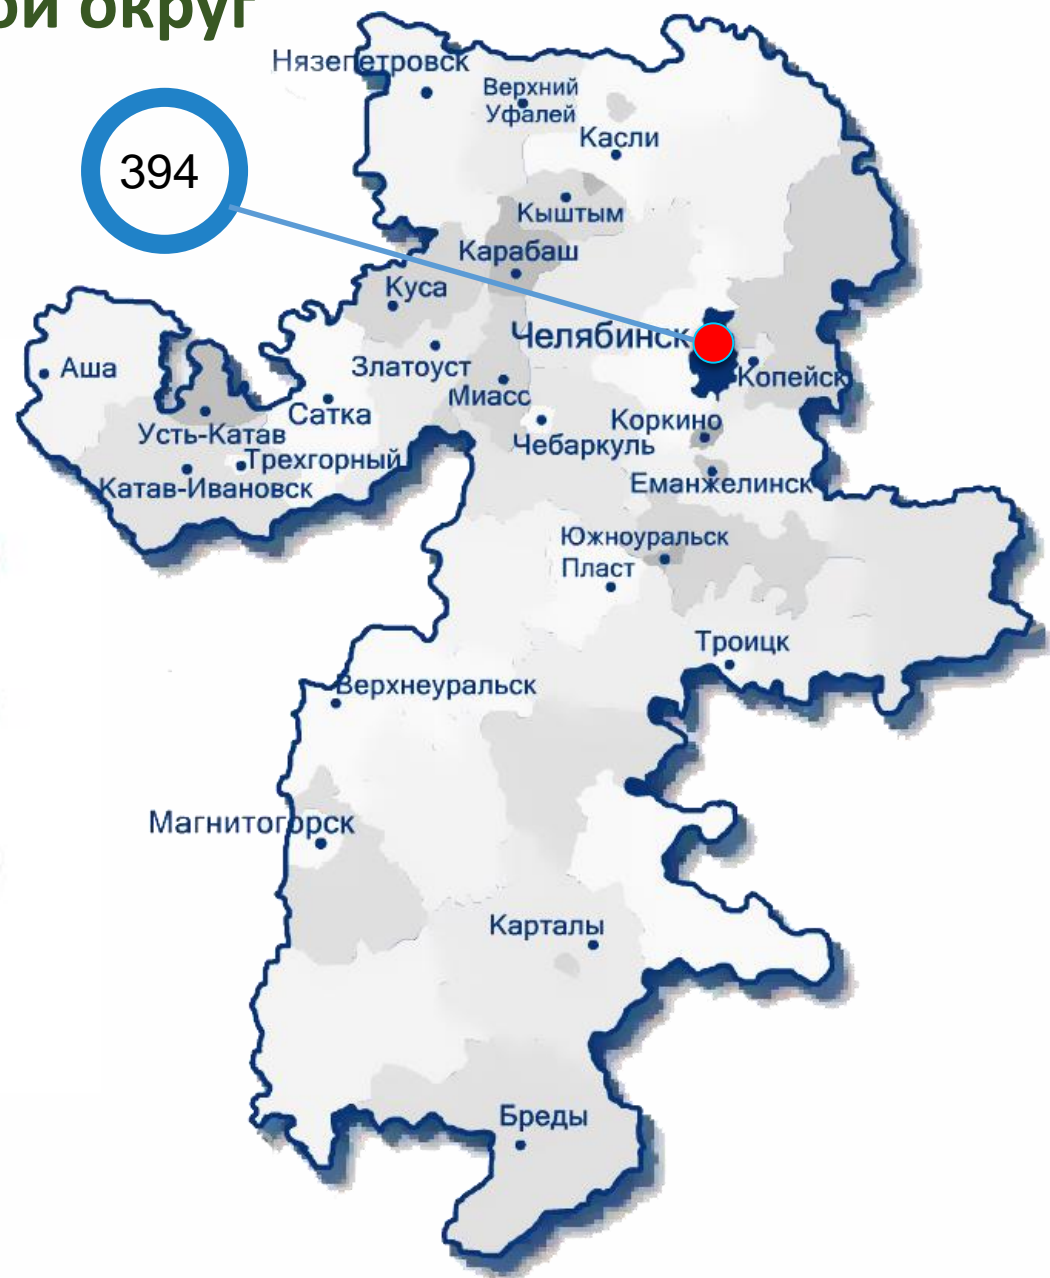 ой округ
Нязепетровск
Верхний
Уфалей
Касли
394
Кыштым
Карабаш
Куса
Челябинск
Аша
Златоуст
Копейск
Миасс
Сатка
Коркино
Усть-Катав
Чебаркуль
Трехгорный
Катав-Ивановск
Еманжелинск
Южноуральск
Пласт
Троицк
Верхнеуральск
Магнитогорск
Карталы
Бреды